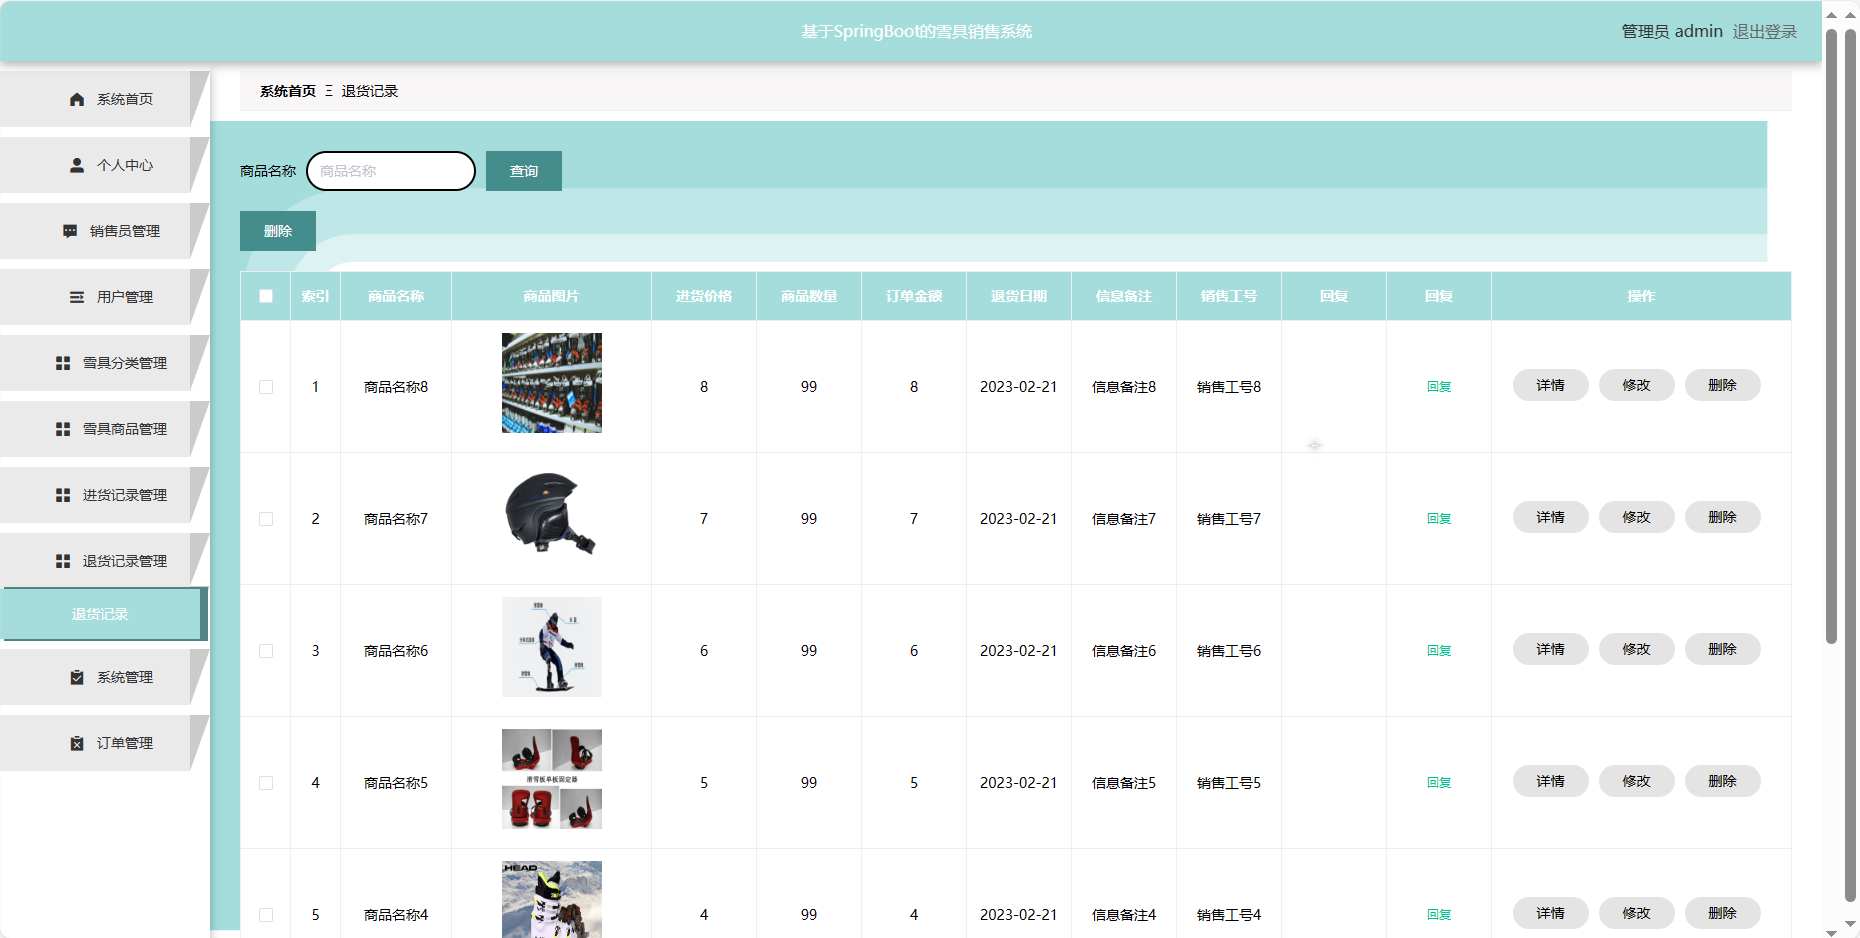 基于SpringBoot的雪具销售系统
管理员 admin 退出登录
系统首页
个人中心
销售员管理
用户管理
雪具分类管理
雪具商品管理
进货记录管理
退货记录管理
退货记录
系统管理
订单管理
系统首页 Ξ 退货记录
商品名称 商品名称 查询
删除
索引 商品名称 商品图片 进货价格 商品数量 订单金额 退货日期 信息备注 销售工号 回复 回复 操作
1 商品名称8 8 99 8 2023-02-21 信息备注8 销售工号8 回复 详情 修改 删除
2 商品名称7 7 99 7 2023-02-21 信息备注7 销售工号7 回复 详情 修改 删除
3 商品名称6 6 99 6 2023-02-21 信息备注6 销售工号6 回复 详情 修改 删除
4 商品名称5 5 99 5 2023-02-21 信息备注5 销售工号5 回复 详情 修改 删除
滑雪板单板固定器
HEAD
5 商品名称4 4 99 4 2023-02-21 信息备注4 销售工号4 回复 详情 修改 删除